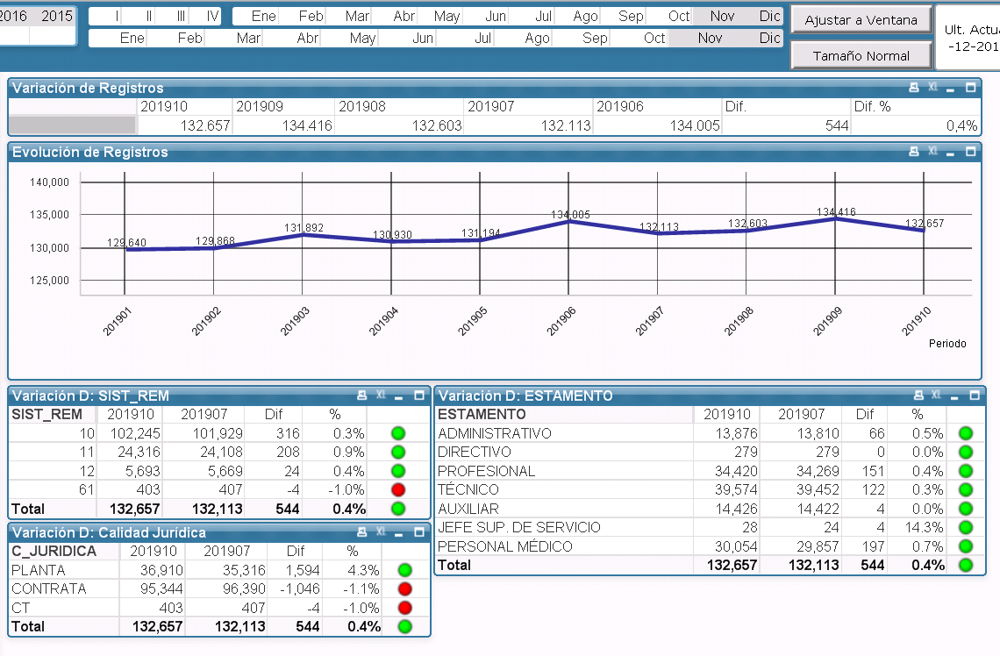 2016 2015 I II III IV Ene Feb Mar Abr May Jun Jul Ago Sep Oct Nov Dic Ajustar a Ventana
Ene Feb Mar Abr May Jun Jul Ago Sep Oct Nov Dic Tamaño Normal
Ult. Actu
-12-201
Variación de Registros XL
201910 201909 201908 201907 201906 Dif. Dif. %
132.657 134.416 132.603 132.113 134.005 544 0,4%
Evolución de Registros XL
140,000
135,000
130,000
125,000
129,640 129,868 131,892 130,930 131,194 134,005 132,113 132,603 134,416 132,657
201901 201902 201903 201904 201905 201906 201907 201908 201909 201910
Periodo
Variación D: SIST_REM XL
SIST_REM 201910 201907 Dif %
10 102,245 101,929 316 0.3%
11 24,316 24,108 208 0.9%
12 5,693 5,669 24 0.4%
61 403 407 -4 -1.0%
Total 132,657 132,113 544 0.4%
Variación D: Calidad Jurídica XL
C_JURIDICA 201910 201907 Dif %
PLANTA 36,910 35,316 1,594 4.3%
CONTRATA 95,344 96,390 -1,046 -1.1%
CT 403 407 -4 -1.0%
Total 132,657 132,113 544 0.4%
Variación D: ESTAMENTO XL
ESTAMENTO 201910 201907 Dif %
ADMINISTRATIVO 13,876 13,810 66 0.5%
DIRECTIVO 279 279 0 0.0%
PROFESIONAL 34,420 34,269 151 0.4%
TÉCNICO 39,574 39,452 122 0.3%
AUXILIAR 14,426 14,422 4 0.0%
JEFE SUP. DE SERVICIO 28 24 4 14.3%
PERSONAL MÉDICO 30,054 29,857 197 0.7%
Total 132,657 132,113 544 0.4%